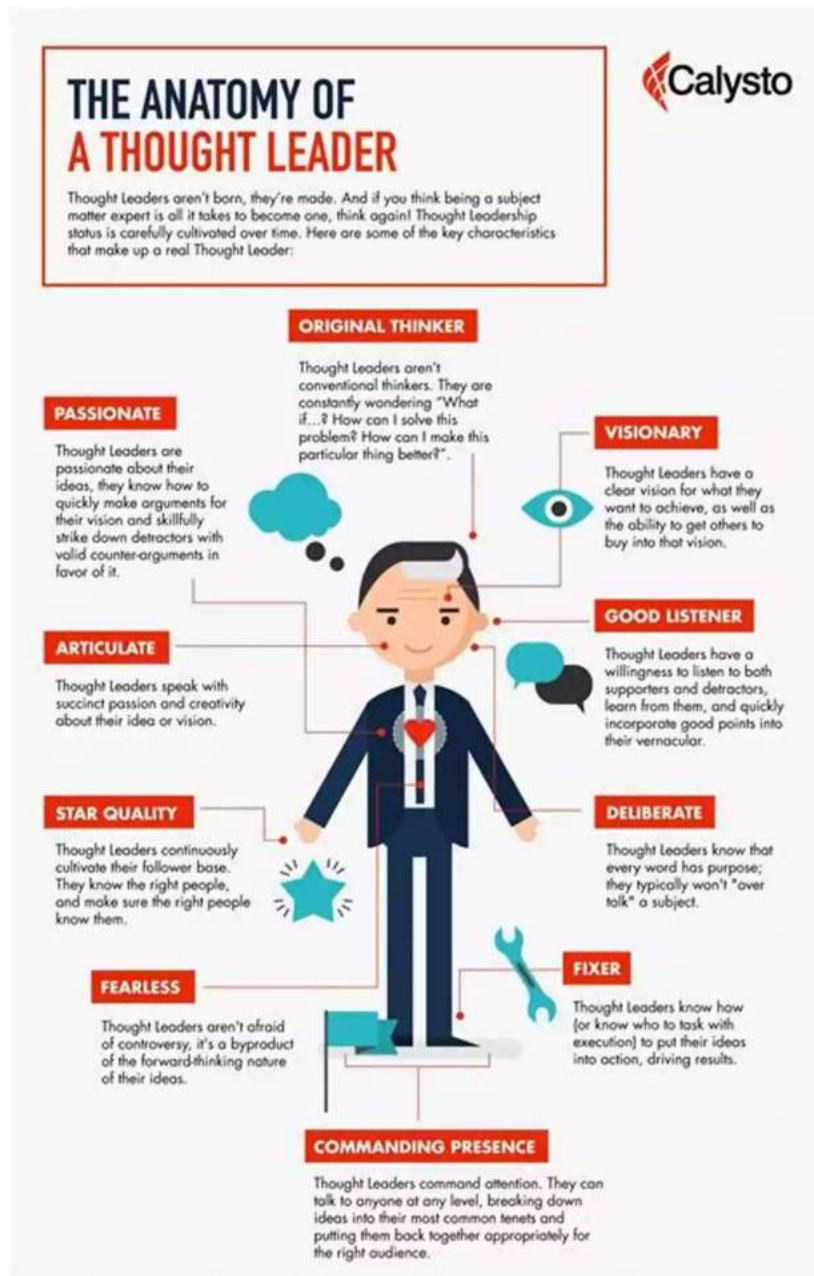 THE ANATOMY OF
A THOUGHT LEADER
Thought Leaders aren't born, they're made. And if you think being a subject
matter expert is all it takes to become one, think again! Thought Leadership
status is carefully cultivated over time. Here are some of the key characteristics
that make up a real Thought Leader:
Calysto
ORIGINAL THINKER
Thought Leaders aren't
conventional thinkers. They are
constantly wondering "What
if...? How can I solve this
problem? How can I make this
particular thing better?".
PASSIONATE
Thought Leaders are
passionate about their
ideas, they know how to
quickly make arguments for
their vision and skillfully
strike down detractors with
valid counter-arguments in
favor of it.
VISIONARY
Thought Leaders have a
clear vision for what they
want to achieve, as well as
the ability to get others to
buy into that vision.
ARTICULATE
Thought Leaders speak with
succinct passion and creativity
about their idea or vision.
GOOD LISTENER
Thought Leaders have a
willingness to listen to both
supporters and detractors,
learn from them, and quickly
incorporate good points into
their vernacular.
STAR QUALITY
Thought Leaders continuously
cultivate their follower base.
They know the right people,
and make sure the right people
know them.
DELIBERATE
Thought Leaders know that
every word has purpose;
they typically won't "over
talk" a subject.
FEARLESS
Thought Leaders aren't afraid
of controversy, it's a byproduct
of the forward-thinking nature
of their ideas.
FIXER
Thought Leaders know how
(or know who to task with
execution) to put their ideas
into action, driving results.
COMMANDING PRESENCE
Thought Leaders command attention. They can
talk to anyone at any level, breaking down
ideas into their most common tenets and
putting them back together appropriately for
the right audience.